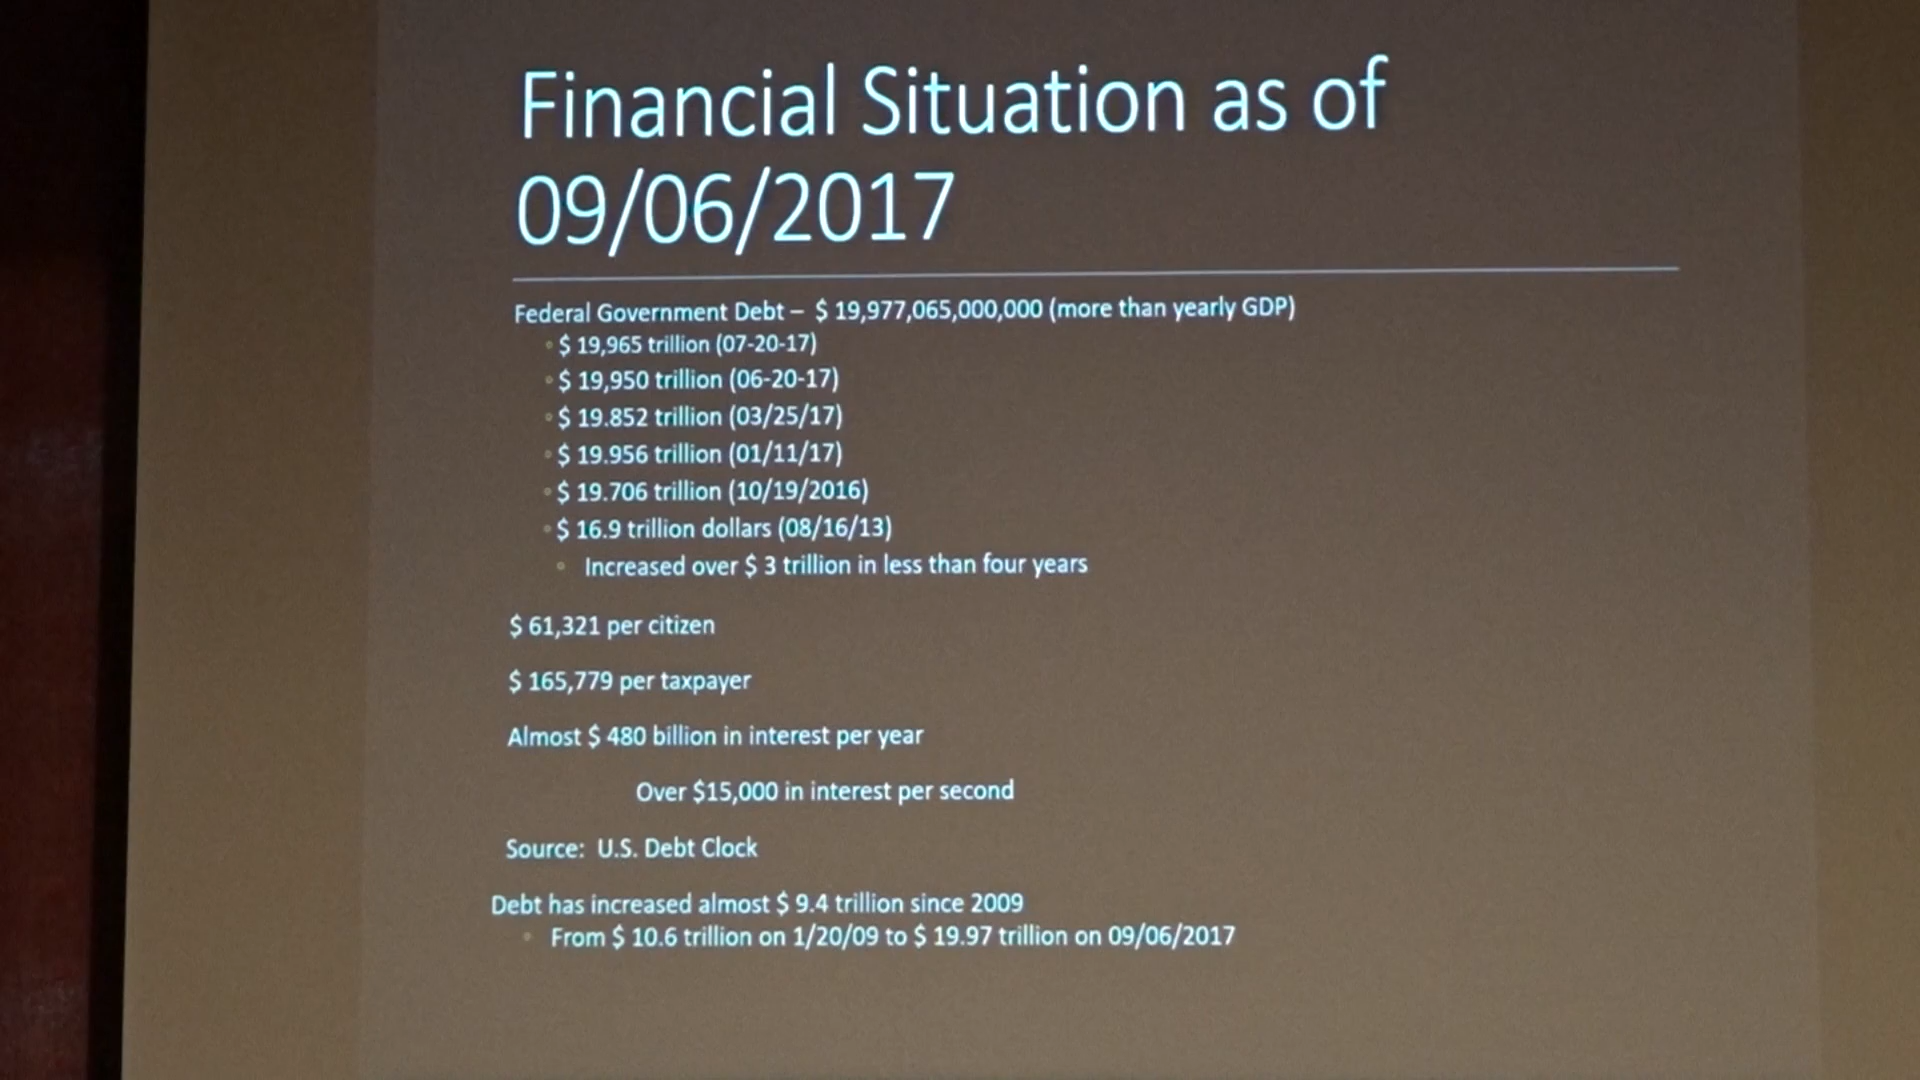 Financial Situation as of
09/06/2017
Federal Government Debt – $ 19,977,065,000,000 (more than yearly GDP)
$ 19,965 trillion (07-20-17)
$ 19,950 trillion (06-20-17)
$ 19.852 trillion (03/25/17)
$ 19.956 trillion (01/11/17)
$ 19.706 trillion (10/19/2016)
$ 16.9 trillion dollars (08/16/13)
Increased over $ 3 trillion in less than four years
$ 61,321 per citizen
$ 165,779 per taxpayer
Almost $ 480 billion in interest per year
Over $15,000 in interest per second
Source: U.S. Debt Clock
Debt has increased almost $ 9.4 trillion since 2009
From $ 10.6 trillion on 1/20/09 to $ 19.97 trillion on 09/06/2017